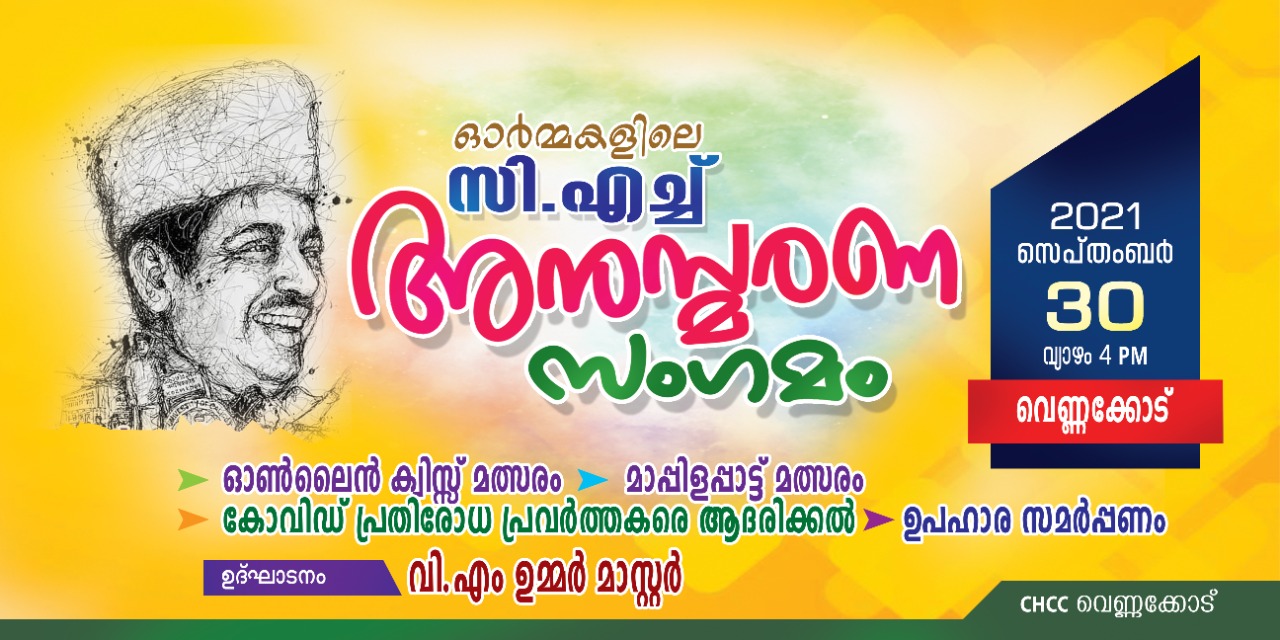 ഓർമ്മകളിലെ
സി.എച്ച്
അനുസ്മരണ
സംഗമം
2021
സെപ്തംബർ
30
വ്യാഴം 4 PM
വെണ്ണക്കോട്
ഓൺലൈൻ ക്വിസ്സ് മത്സരം മാപ്പിളപ്പാട്ട് മത്സരം
കോവിഡ് പ്രതിരോധ പ്രവർത്തകരെ ആദരിക്കൽ ഉപഹാര സമർപ്പണം
ഉദ്ഘാടനം വി.എം ഉമ്മർ മാസ്റ്റർ
CHCC വെണ്ണക്കോട്